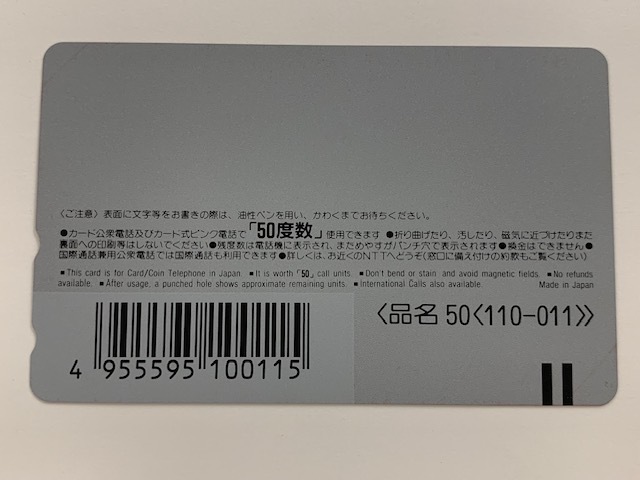 〈ご注意〉表面に文字等をお書きの際は、油性ペンを用い、かわくまでお待ちください。
●カード公衆電話及びカード式ピンク電話で「50度数」使用できます ●折り曲げたり、汚したり、磁気に近づけたりまた
裏面への印刷等はしないでください ●残度数は電話機に表示され、まためやすがパンチ穴で表示されます ●換金はできません ●
国際通話兼用公衆電話では国際通話も利用できます ●詳しくは、お近くのNTTへどうぞ(窓口に備え付けの約款もご覧ください)
■ This card is for Card/Coin Telephone in Japan. ■ It is worth「50」call units ■ Don't bend or stain and avoid magnetic fields. ■ No refunds
available. ■ After usage, a punched hole shows approximate remaining units. ■ International Calls also available. Made in Japan
〈品名 50〈110-011〉〉
4 955595 100115